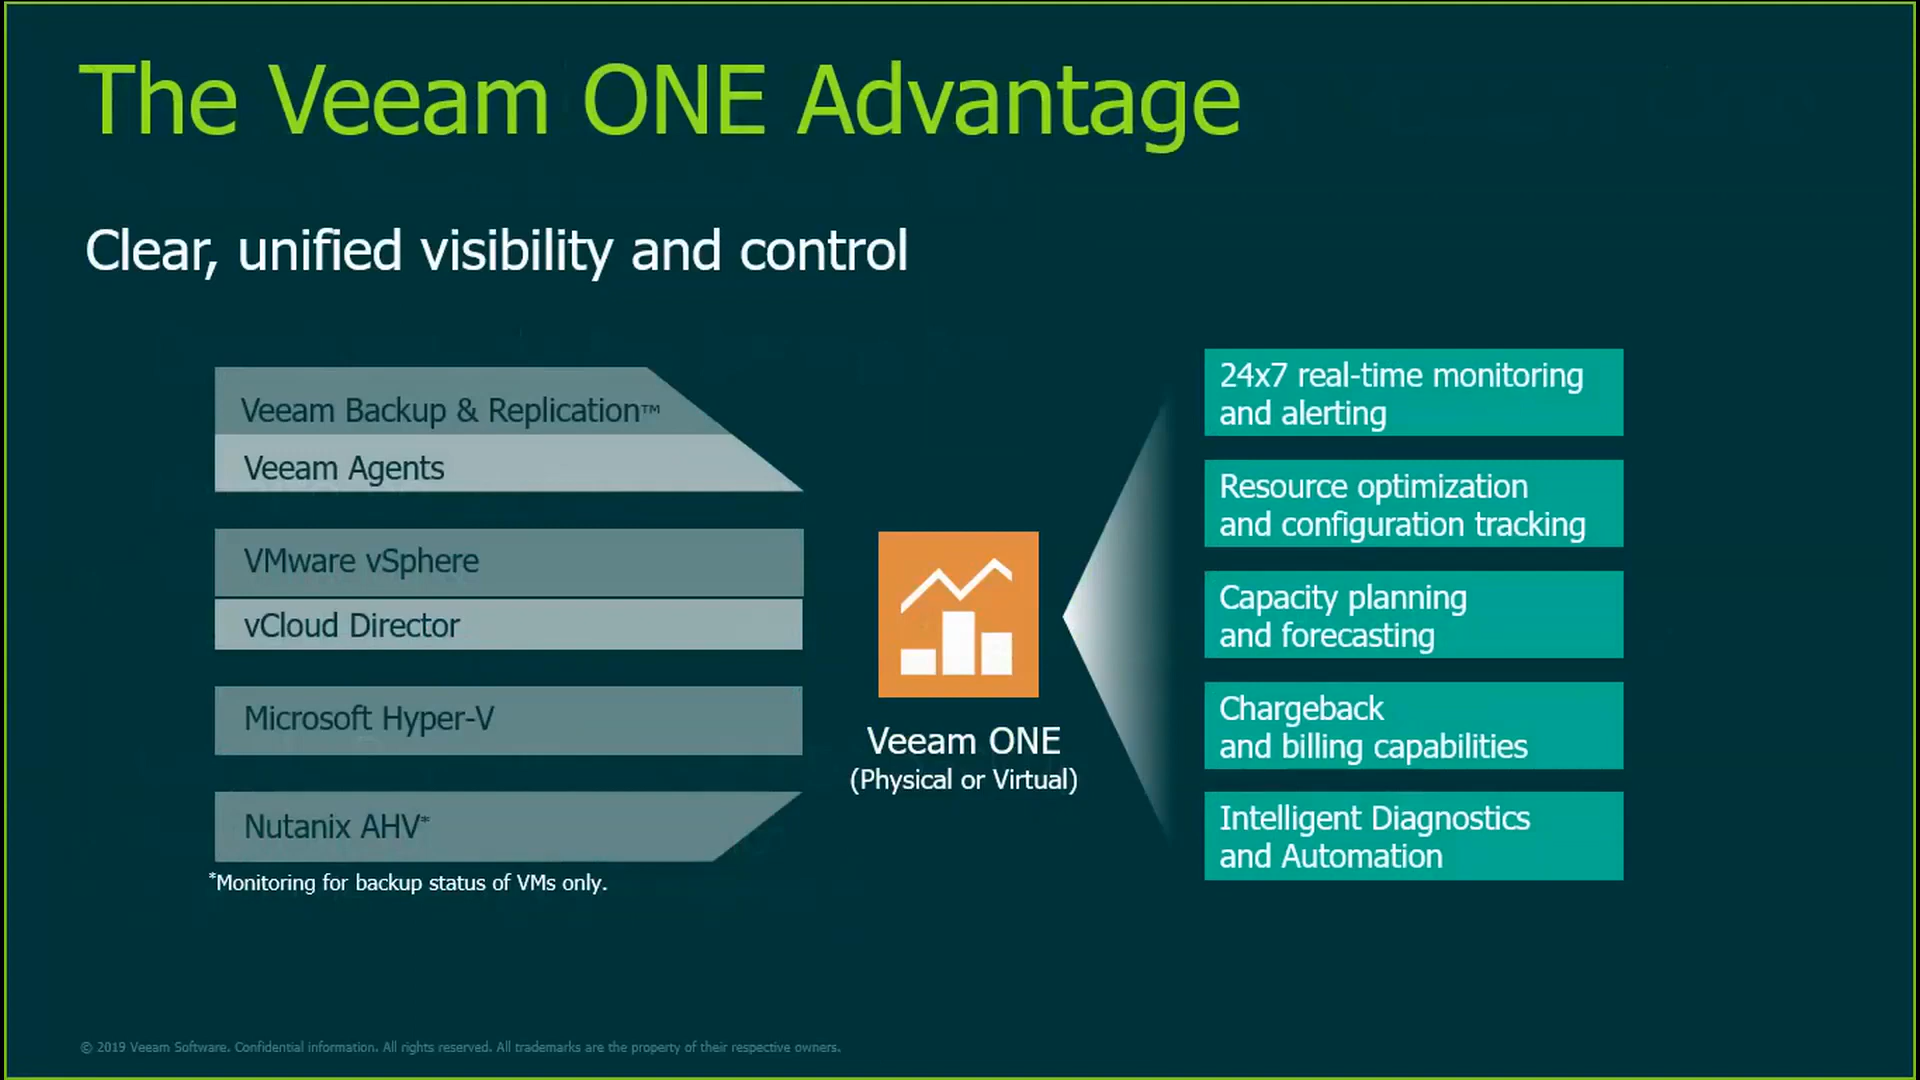 The Veeam ONE Advantage
Clear, unified visibility and control
Veeam Backup & Replication™
Veeam Agents
VMware vSphere
vCloud Director
Microsoft Hyper-V
Nutanix AHV*
*Monitoring for backup status of VMs only.
Veeam ONE
(Physical or Virtual)
24x7 real-time monitoring
and alerting
Resource optimization
and configuration tracking
Capacity planning
and forecasting
Chargeback
and billing capabilities
Intelligent Diagnostics
and Automation
© 2019 Veeam Software. Confidential information. All rights reserved. All trademarks are the property of their respective owners.